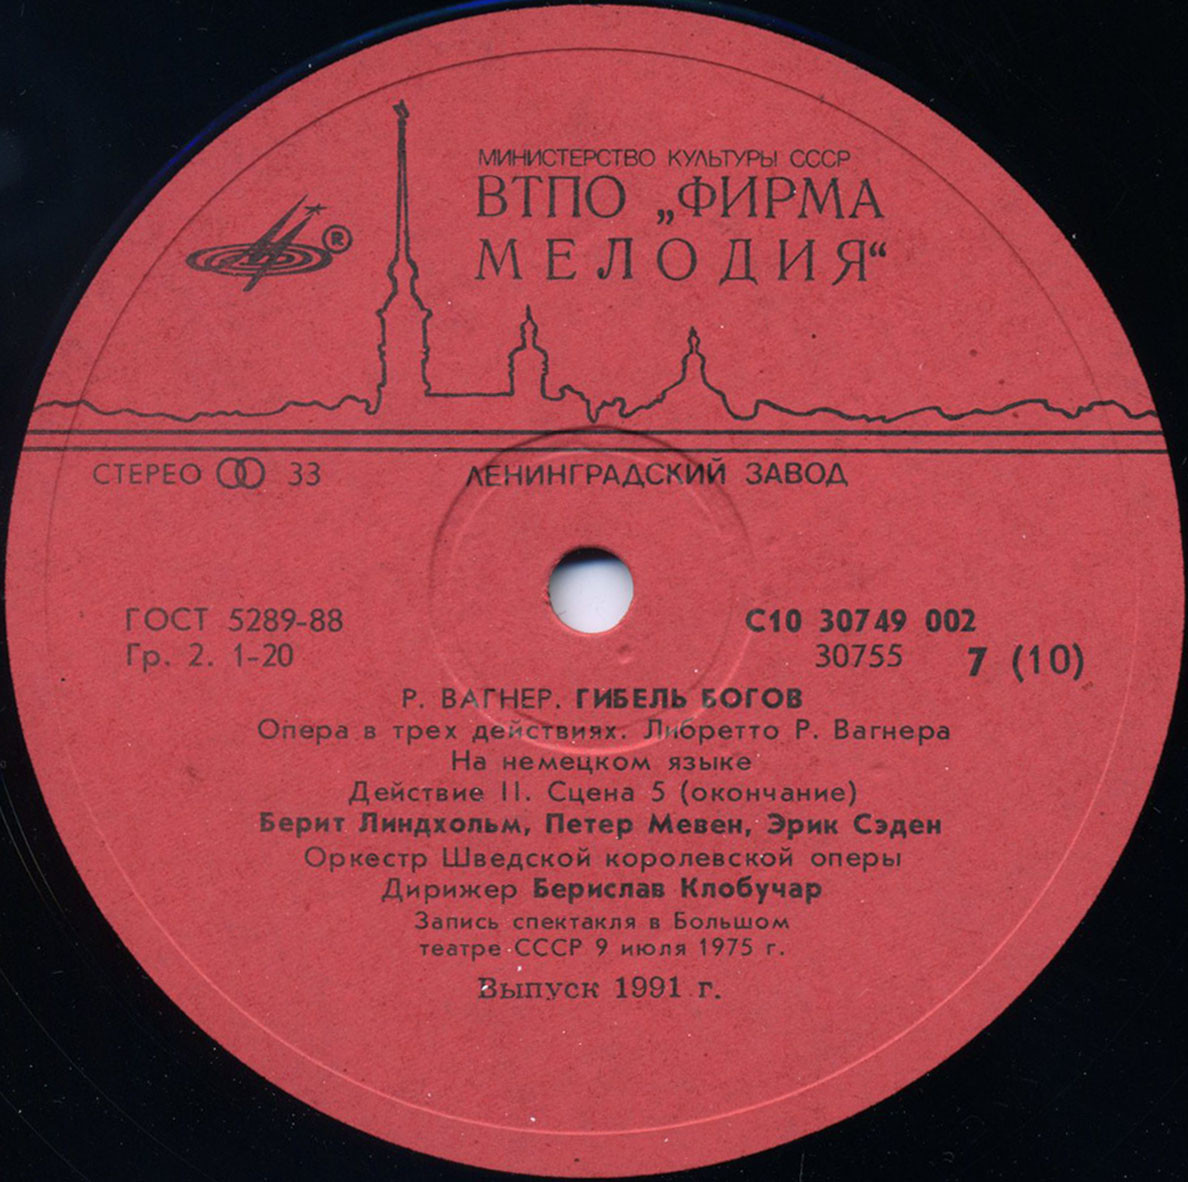 МИНИСТЕРСТВО КУЛЬТУРЫ СССР
ВТПО „ФИРМА
МЕЛОДИЯ“
®
СТЕРЕО 33
ЛЕНИНГРАДСКИЙ ЗАВОД
ГОСТ 5289-88
Гр. 2. 1-20
С10 30749 002
30755 7 (10)
Р. ВАГНЕР. ГИБЕЛЬ БОГОВ
Опера в трех действиях. Либретто Р. Вагнера
На немецком языке
Действие II. Сцена 5 (окончание)
Берит Линдхольм, Петер Мевен, Эрик Сэден
Оркестр Шведской королевской оперы
Дирижер Берислав Клобучар
Запись спектакля в Большом
театре СССР 9 июля 1975 г.
Выпуск 1991 г.